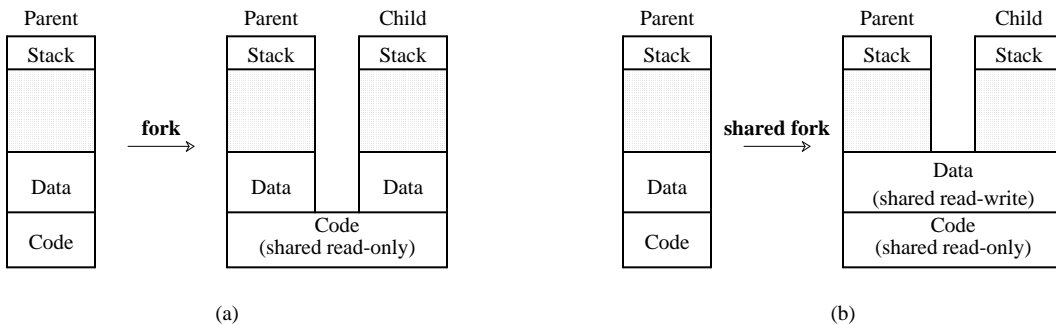 Parent
Stack
Data
Code
fork
Parent
Child
Stack
Stack
Data
Data
Code
(shared read-only)
(a)
Parent
Stack
Data
Code
shared fork
Parent
Child
Stack
Stack
Data
(shared read-write)
Code
(shared read-only)
(b)